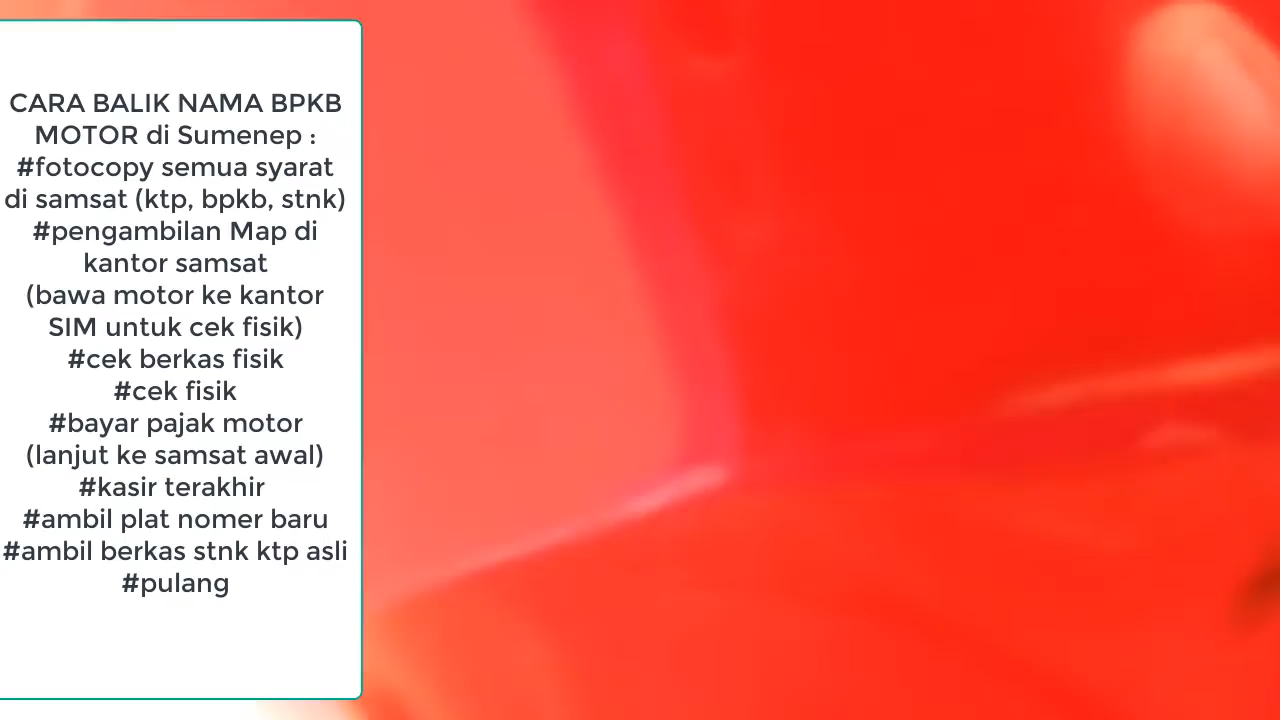 CARA BALIK NAMA BPKB
MOTOR di Sumenep :
#fotocopy semua syarat
di samsat (ktp, bpkb, stnk)
#pengambilan Map di
kantor samsat
(bawa motor ke kantor
SIM untuk cek fisik)
#cek berkas fisik
#cek fisik
#bayar pajak motor
(lanjut ke samsat awal)
#kasir terakhir
#ambil plat nomer baru
#ambil berkas stnk ktp asli
#pulang